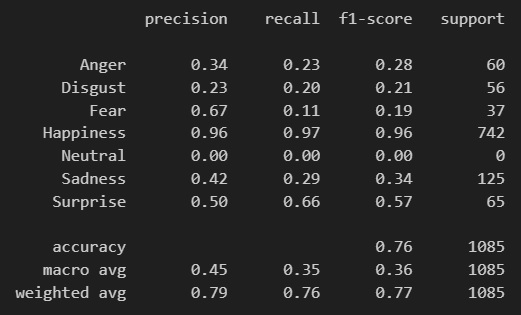 precision recall f1-score support
Anger 0.34 0.23 0.28 60
Disgust 0.23 0.20 0.21 56
Fear 0.67 0.11 0.19 37
Happiness 0.96 0.97 0.96 742
Neutral 0.00 0.00 0.00 0
Sadness 0.42 0.29 0.34 125
Surprise 0.50 0.66 0.57 65
accuracy 0.76 1085
macro avg 0.45 0.35 0.36 1085
weighted avg 0.79 0.76 0.77 1085